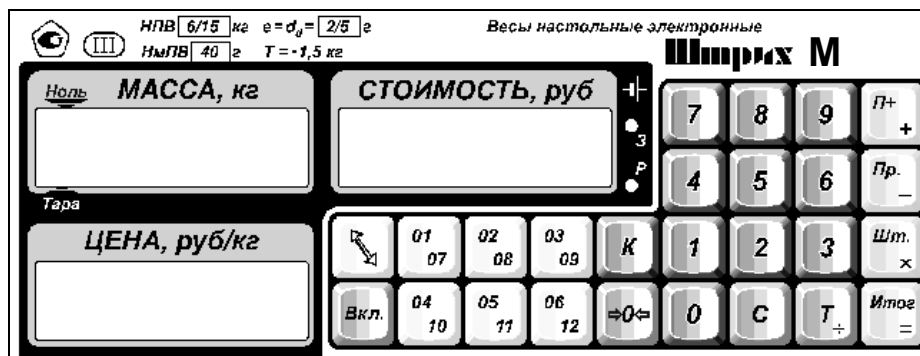 НПВ 6/15 кг e=dd= 2/5 г
Весы настольные электронные
III
НмПВ 40 г T=-1,5 кг
Штрих М
Ноль МАССА, кг
СТОИМОСТЬ, руб
З
Р
Тара
ЦЕНА, руб/кг
7 8 9 П+ +
4 5 6 Пр. –
01 07 02 08 03 09 К 1 2 3 Шт. ×
Вкл. 04 10 05 11 06 12 ⇨0⇦ 0 С Т ÷ Итог =